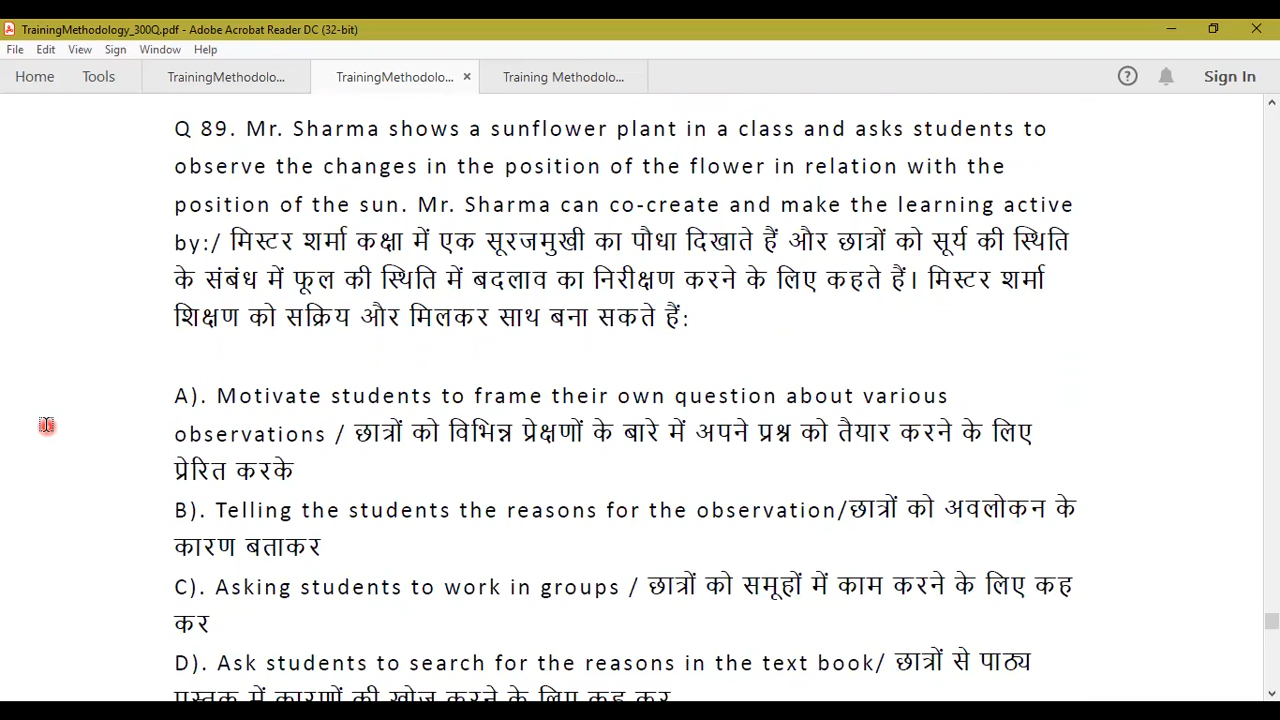 TrainingMethodology_300Q.pdf - Adobe Acrobat Reader DC (32-bit)
File Edit View Sign Window Help
Home Tools TrainingMethodolo... TrainingMethodolo... × Training Methodolo... Sign In
Q 89. Mr. Sharma shows a sunflower plant in a class and asks students to
observe the changes in the position of the flower in relation with the
position of the sun. Mr. Sharma can co-create and make the learning active
by:/ मिस्टर शर्मा कक्षा में एक सूरजमुखी का पौधा दिखाते हैं और छात्रों को सूर्य की स्थिति
के संबंध में फूल की स्थिति में बदलाव का निरीक्षण करने के लिए कहते हैं। मिस्टर शर्मा
शिक्षण को सक्रिय और मिलकर साथ बना सकते हैं:
A). Motivate students to frame their own question about various
observations / छात्रों को विभिन्न प्रेक्षणों के बारे में अपने प्रश्न को तैयार करने के लिए
प्रेरित करके
B). Telling the students the reasons for the observation/छात्रों को अवलोकन के
कारण बताकर
C). Asking students to work in groups / छात्रों को समूहों में काम करने के लिए कह
कर
D). Ask students to search for the reasons in the text book/ छात्रों से पाठ्य
पुस्तक में कारणों की खोज करने के लिए कह कर